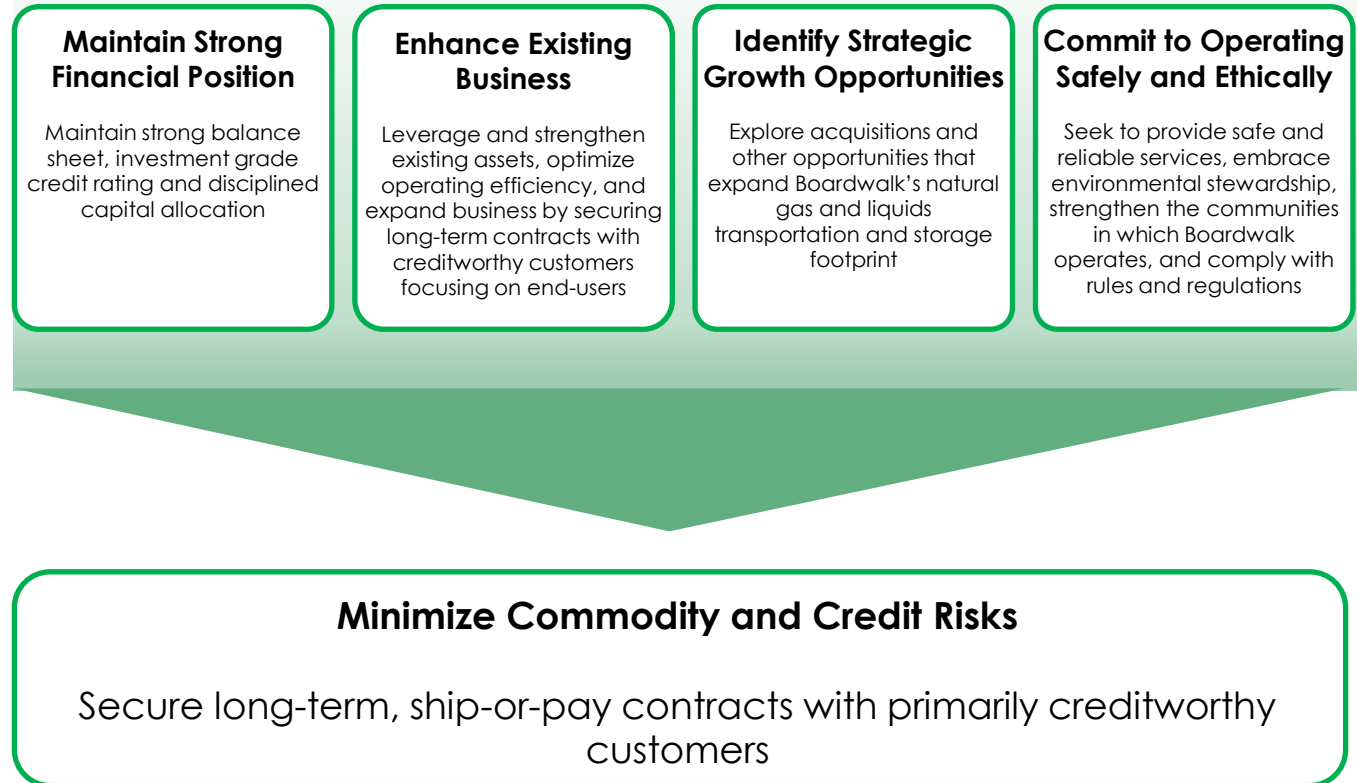 Maintain Strong
Financial Position
Maintain strong balance
sheet, investment grade
credit rating and disciplined
capital allocation
Enhance Existing
Business
Leverage and strengthen
existing assets, optimize
operating efficiency, and
expand business by securing
long-term contracts with
creditworthy customers
focusing on end-users
Identify Strategic
Growth Opportunities
Explore acquisitions and
other opportunities that
expand Boardwalk’s natural
gas and liquids
transportation and storage
footprint
Commit to Operating
Safely and Ethically
Seek to provide safe and
reliable services, embrace
environmental stewardship,
strengthen the communities
in which Boardwalk
operates, and comply with
rules and regulations
Minimize Commodity and Credit Risks
Secure long-term, ship-or-pay contracts with primarily creditworthy
customers